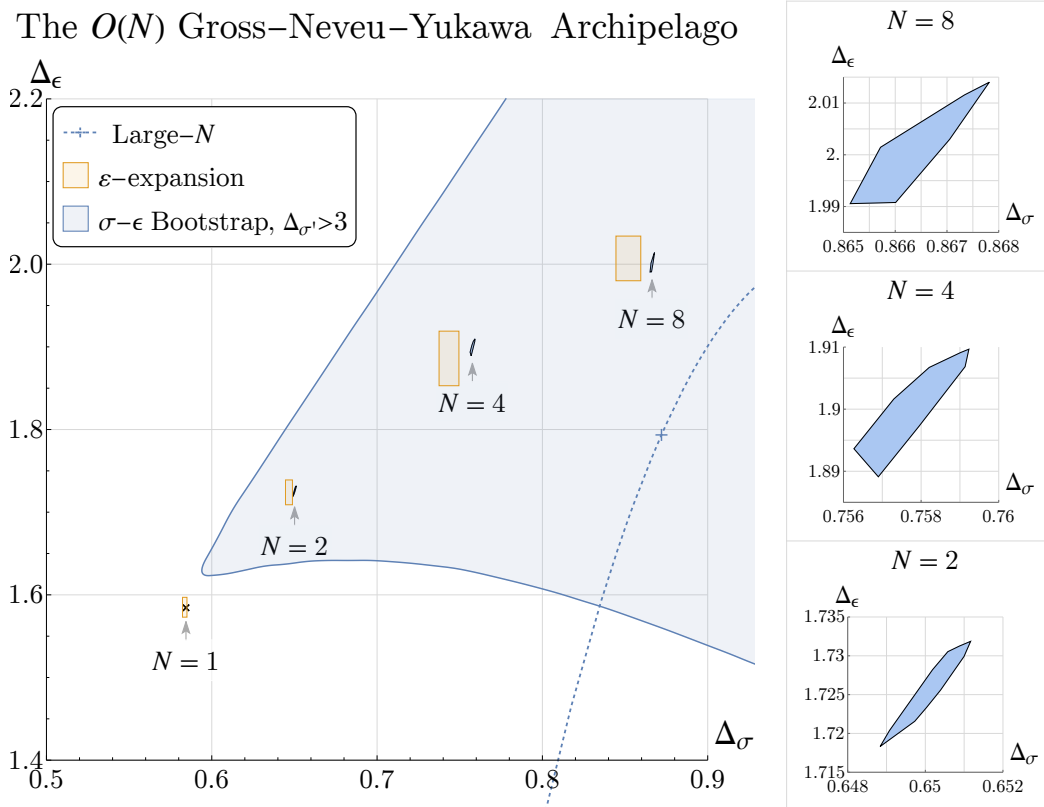 The O(N) Gross–Neveu–Yukawa Archipelago
Δϵ
2.2
2.0
1.8
1.6
1.4
Large–N
ε–expansion
σ–ϵ Bootstrap, Δσ'>3
N = 8
N = 4
N = 2
N = 1
Δσ
0.5 0.6 0.7 0.8 0.9
N = 8
Δϵ
2.01
2.
1.99
Δσ
0.865 0.866 0.867 0.868
N = 4
Δϵ
1.91
1.9
1.89
Δσ
0.756 0.758 0.76
N = 2
Δϵ
1.735
1.73
1.725
1.72
1.715
Δσ
0.648 0.65 0.652